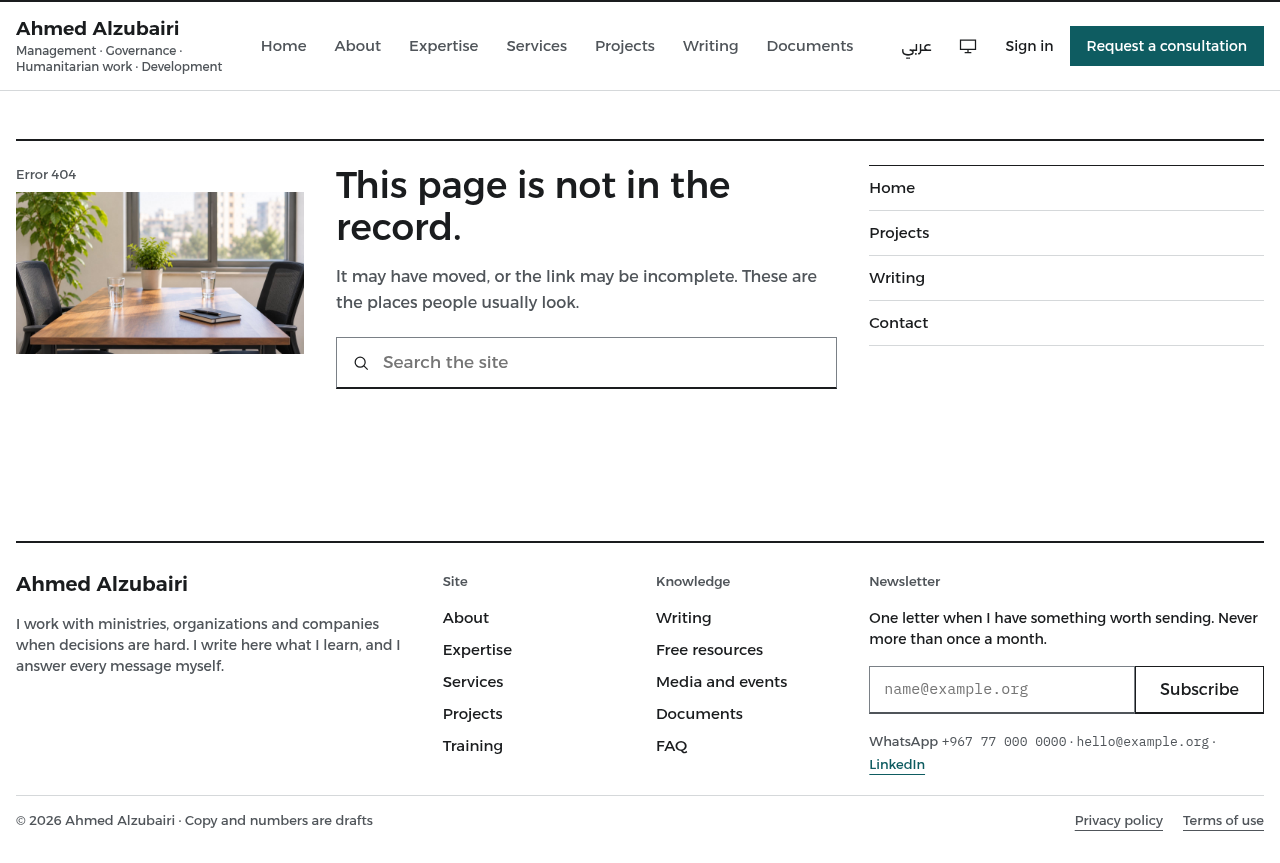 Ahmed Alzubairi
Management · Governance ·
Humanitarian work · Development
Home
About
Expertise
Services
Projects
Writing
Documents
عربي
Sign in
Request a consultation
Error 404
This page is not in the
record.
It may have moved, or the link may be incomplete. These are
the places people usually look.
Search the site
Home
Projects
Writing
Contact
Ahmed Alzubairi
I work with ministries, organizations and companies
when decisions are hard. I write here what I learn, and I
answer every message myself.
Site
About
Expertise
Services
Projects
Training
Knowledge
Writing
Free resources
Media and events
Documents
FAQ
Newsletter
One letter when I have something worth sending. Never
more than once a month.
name@example.org
Subscribe
WhatsApp +967 77 000 0000 · hello@example.org ·
LinkedIn
© 2026 Ahmed Alzubairi · Copy and numbers are drafts
Privacy policy
Terms of use